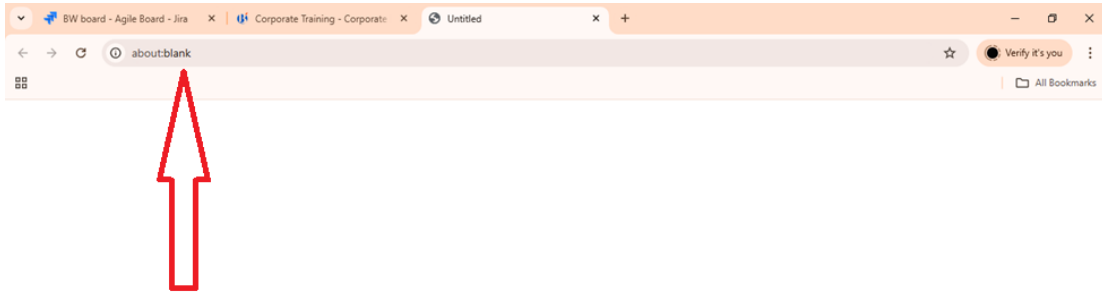 BW board - Agile Board - Jira
Corporate Training - Corporate
Untitled
about:blank
Verify it's you
All Bookmarks